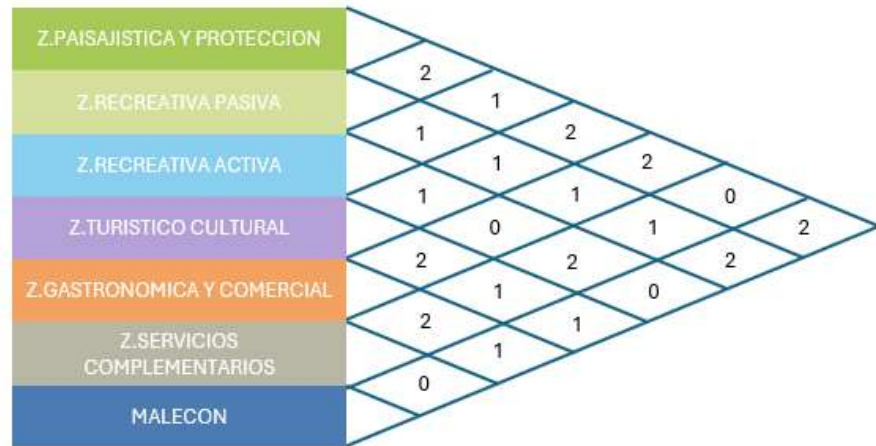 Z.PAISAJISTICA Y PROTECCION
2
Z.RECREATIVA PASIVA
1
1
2
1
2
Z.RECREATIVA ACTIVA
1
1
0
Z.TURISTICO CULTURAL
0
1
2
2
2
2
Z.GASTRONOMICA Y COMERCIAL
1
0
2
1
Z.SERVICIOS
COMPLEMENTARIOS
1
0
MALECON